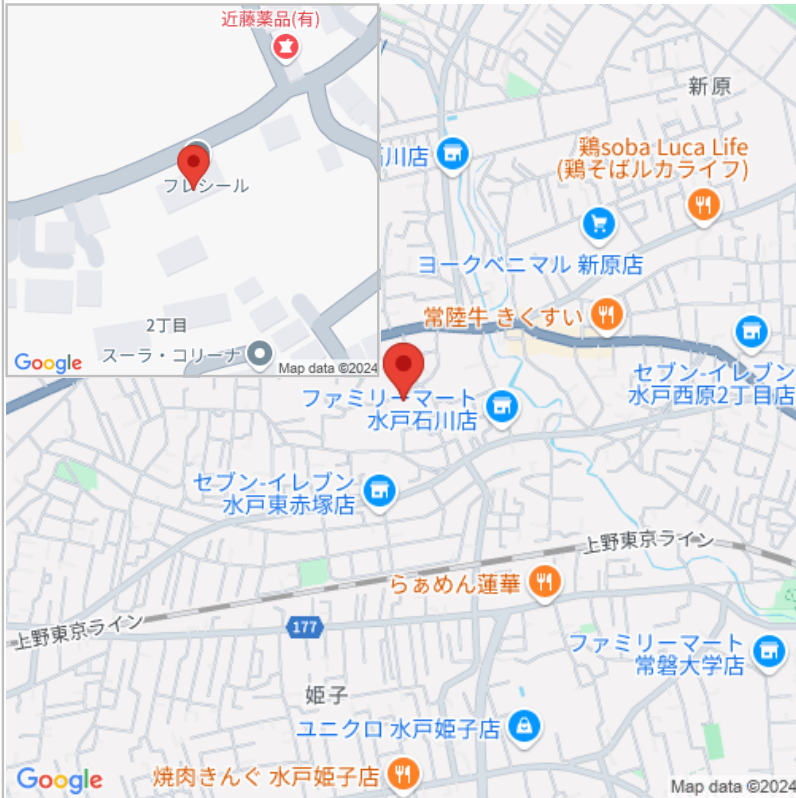 近藤薬品(有)
フレシール
2丁目
スーラ・コリーナ
Google
Map data ©2024
新原
川店
鶏soba Luca Life
(鶏そばルカライフ)
ヨークベニマル 新原店
常陸牛 きくすい
セブン-イレブン
水戸西原2丁目店
ファミリーマート
水戸石川店
セブン-イレブン
水戸東赤塚店
上野東京ライン
らぁめん蓮華
上野東京ライン
177
ファミリーマート
常磐大学店
姫子
ユニクロ 水戸姫子店
焼肉きんぐ 水戸姫子店
Google
Map data ©2024